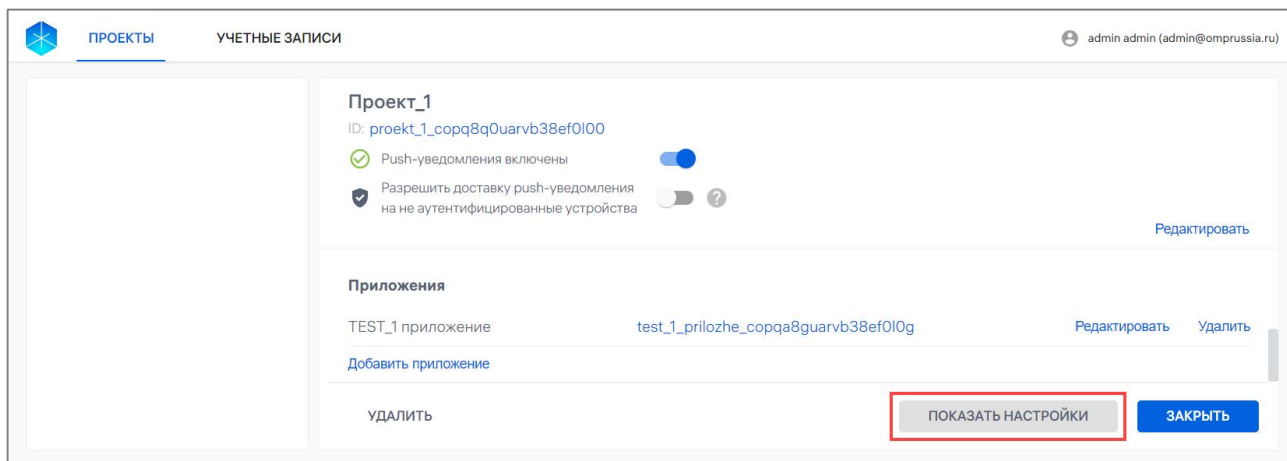 ПРОЕКТЫ УЧЕТНЫЕ ЗАПИСИ admin admin (admin@omprussia.ru)
Проект_1
ID: proekt_1_copq8q0uarvb38ef0l00
Push-уведомления включены
Разрешить доставку push-уведомления
на не аутентифицированные устройства ?
Редактировать
Приложения
TEST_1 приложение test_1_prilozhe_copqa8guarvb38ef0l0g Редактировать Удалить
Добавить приложение
УДАЛИТЬ ПОКАЗАТЬ НАСТРОЙКИ ЗАКРЫТЬ